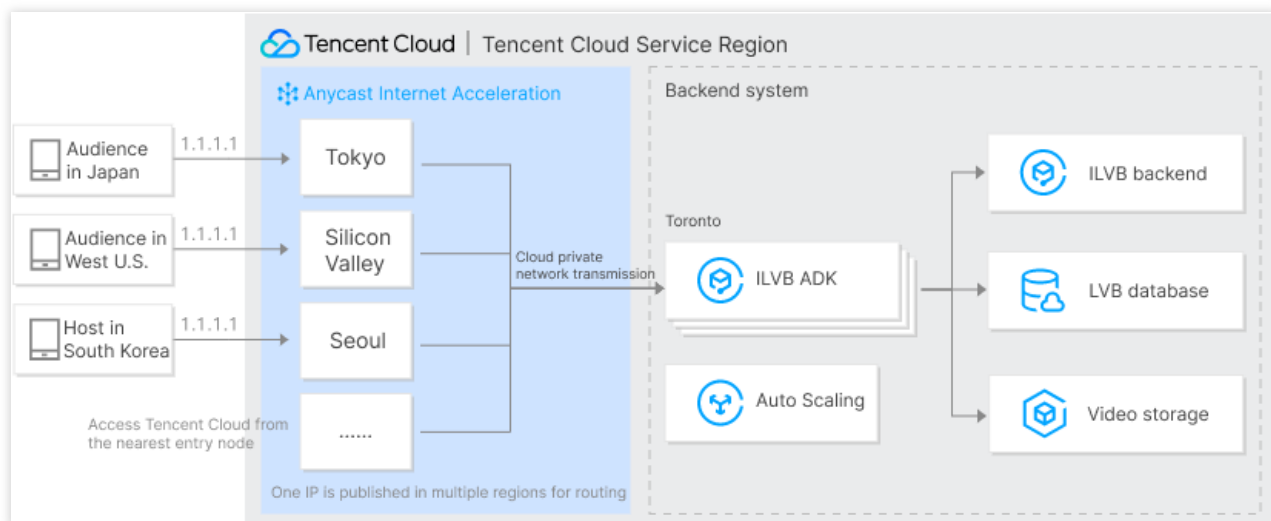 Tencent Cloud | Tencent Cloud Service Region
Anycast Internet Acceleration
Backend system
Audience
in Japan
1.1.1.1
Tokyo
Audience in
West U.S.
1.1.1.1
Silicon
Valley
Host in
South Korea
1.1.1.1
Seoul
Access Tencent Cloud from
the nearest entry node
......
One IP is published in multiple regions for routing
Cloud private
network transmission
Toronto
ILVB ADK
Auto Scaling
ILVB backend
LVB database
Video storage